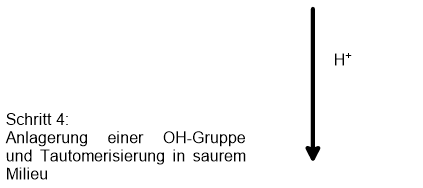 H⁺
Schritt 4:
Anlagerung einer OH-Gruppe
und Tautomerisierung in saurem
Milieu